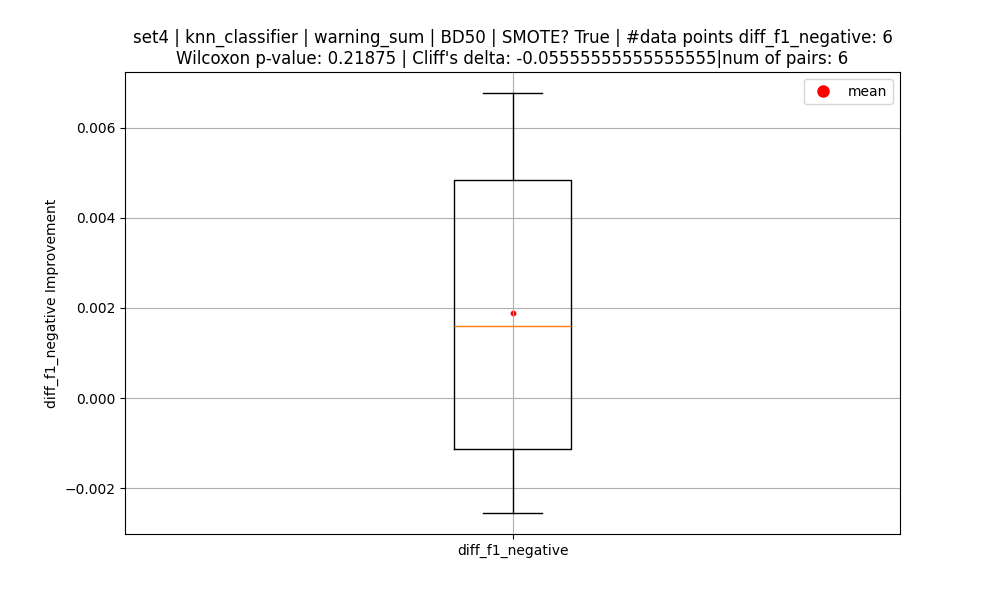 set4 | knn_classifier | warning_sum | BD50 | SMOTE? True | #data points diff_f1_negative: 6
Wilcoxon p-value: 0.21875 | Cliff's delta: -0.05555555555555555|num of pairs: 6
mean
0.006
0.004
0.002
0.000
−0.002
diff_f1_negative Improvement
diff_f1_negative